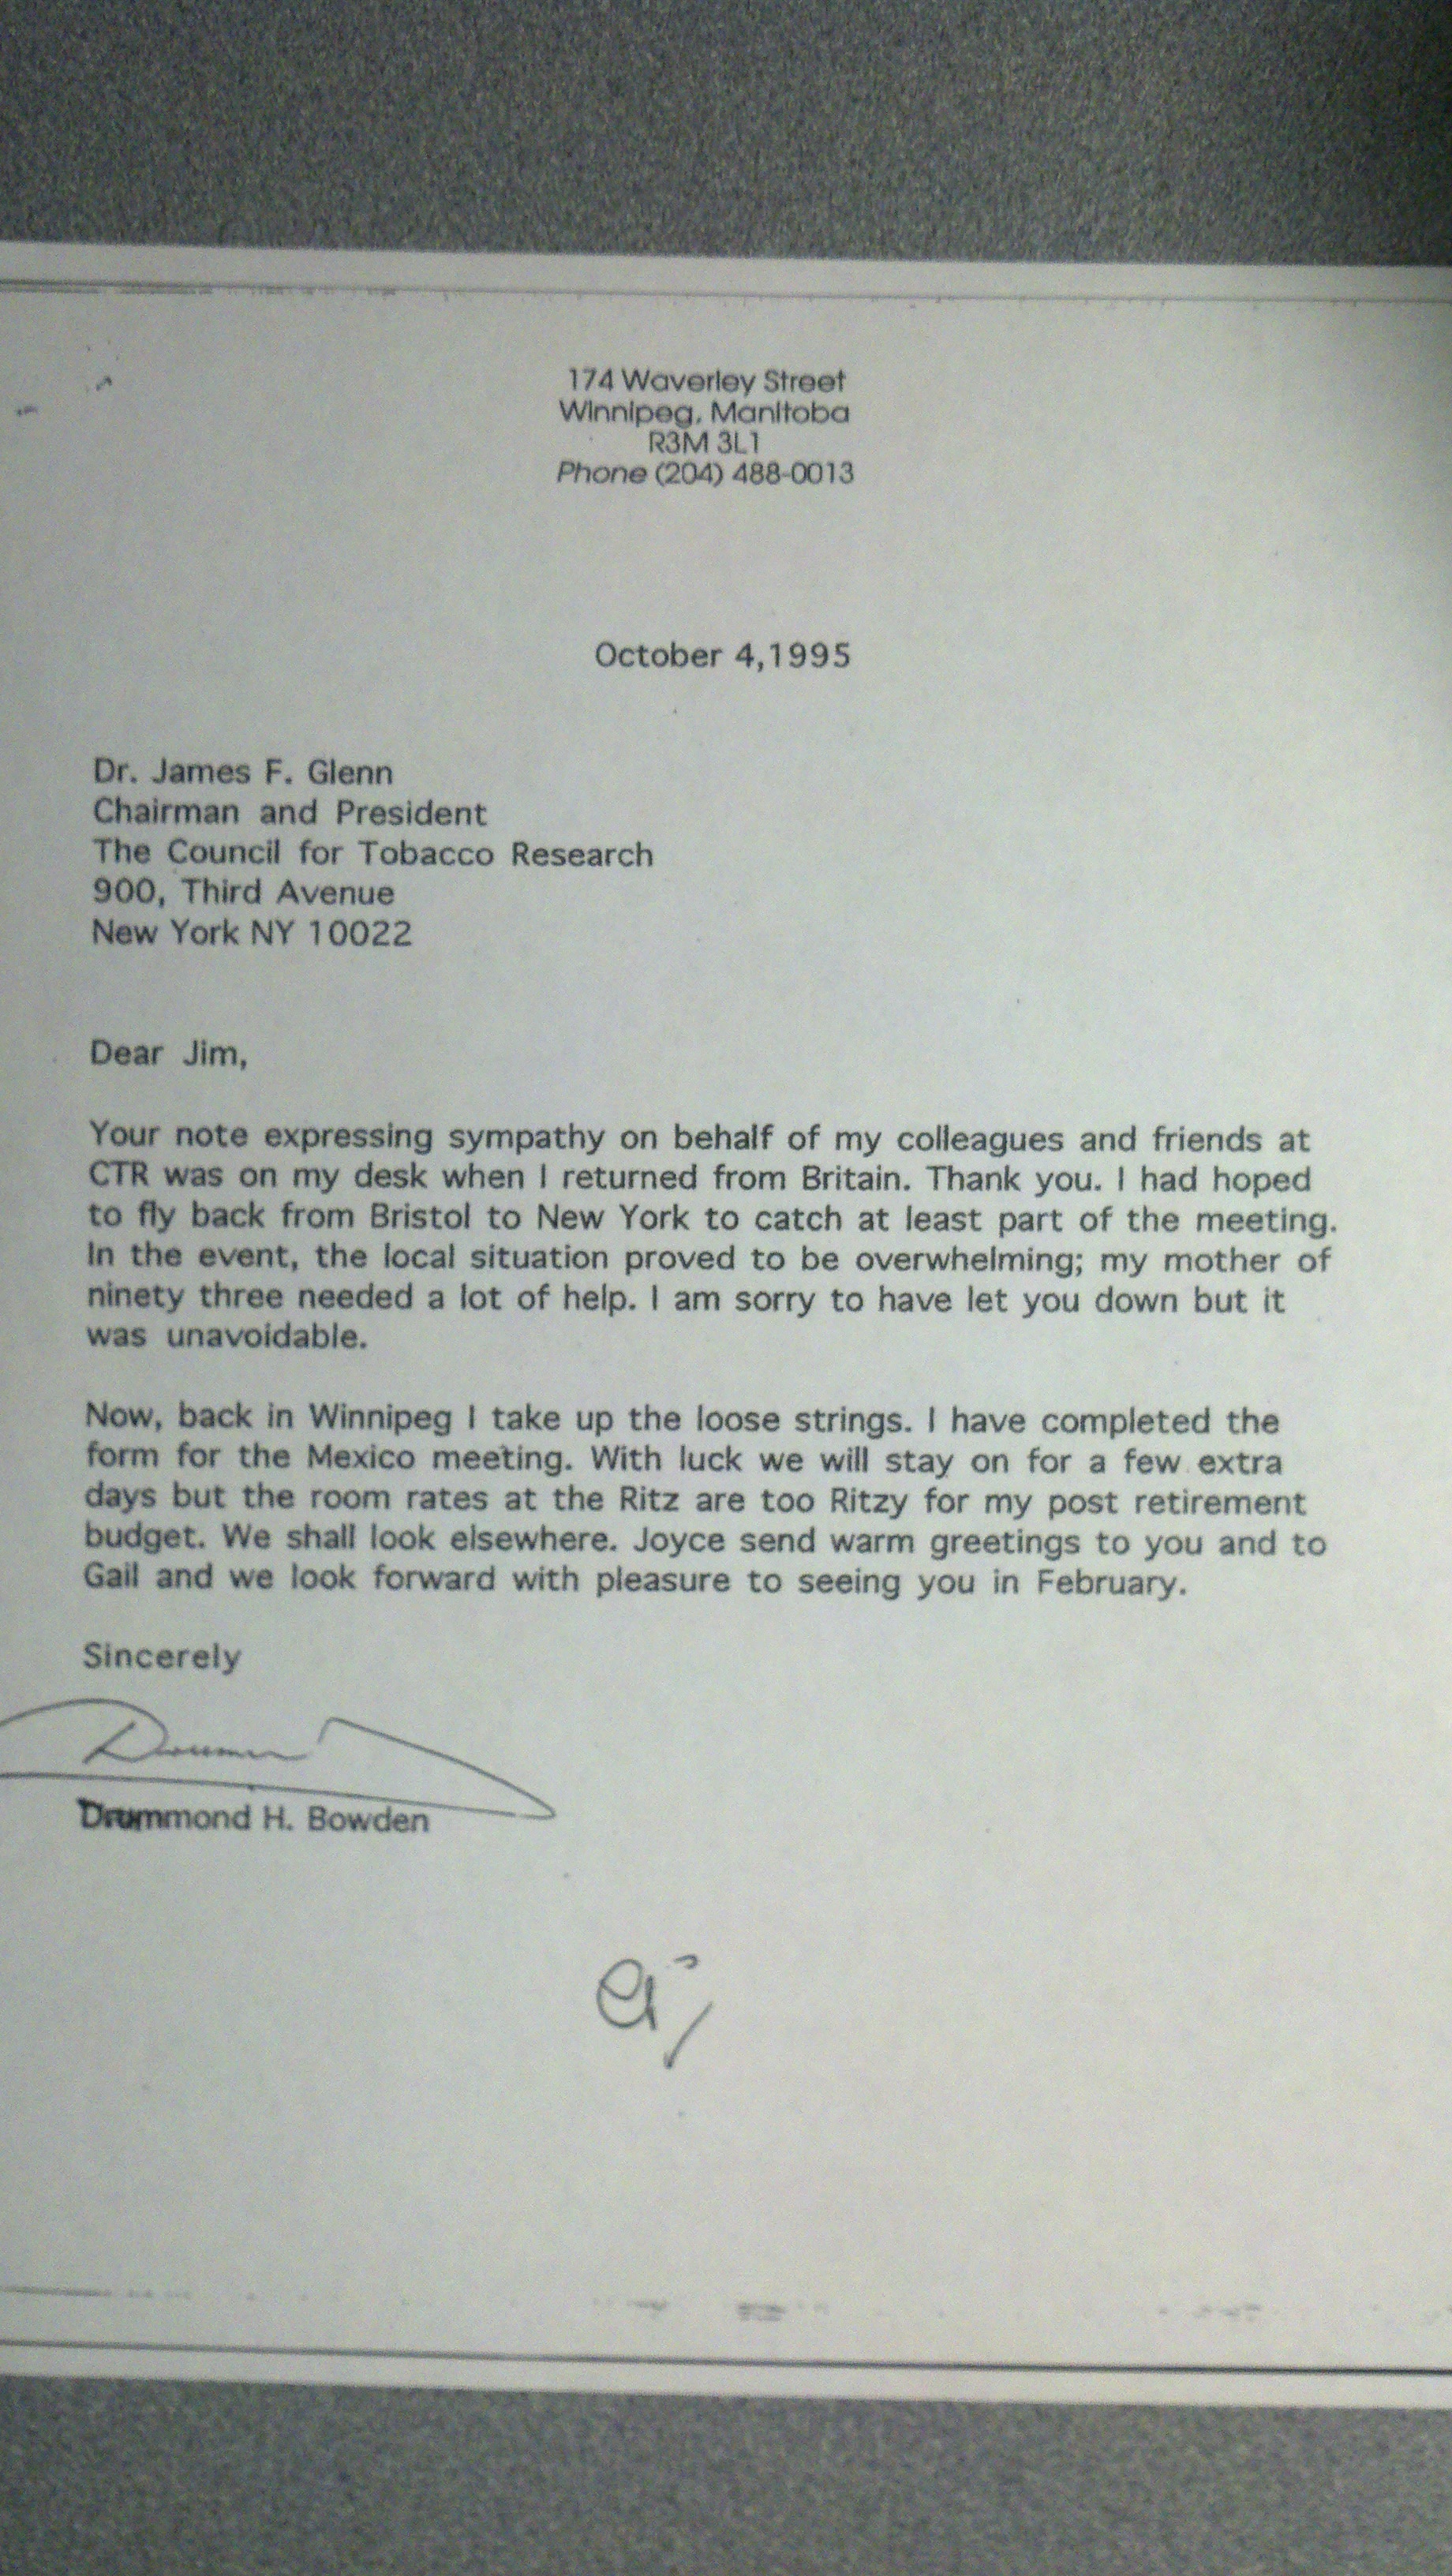 174 Waverley Street
Winnipeg, Manitoba
R3M 3L1
Phone (204) 488-0013
October 4,1995
Dr. James F. Glenn
Chairman and President
The Council for Tobacco Research
900, Third Avenue
New York NY 10022
Dear Jim,
Your note expressing sympathy on behalf of my colleagues and friends at
CTR was on my desk when I returned from Britain. Thank you. I had hoped
to fly back from Bristol to New York to catch at least part of the meeting.
In the event, the local situation proved to be overwhelming; my mother of
ninety three needed a lot of help. I am sorry to have let you down but it
was unavoidable.
Now, back in Winnipeg I take up the loose strings. I have completed the
form for the Mexico meeting. With luck we will stay on for a few extra
days but the room rates at the Ritz are too Ritzy for my post retirement
budget. We shall look elsewhere. Joyce send warm greetings to you and to
Gail and we look forward with pleasure to seeing you in February.
Sincerely
Drummond H. Bowden